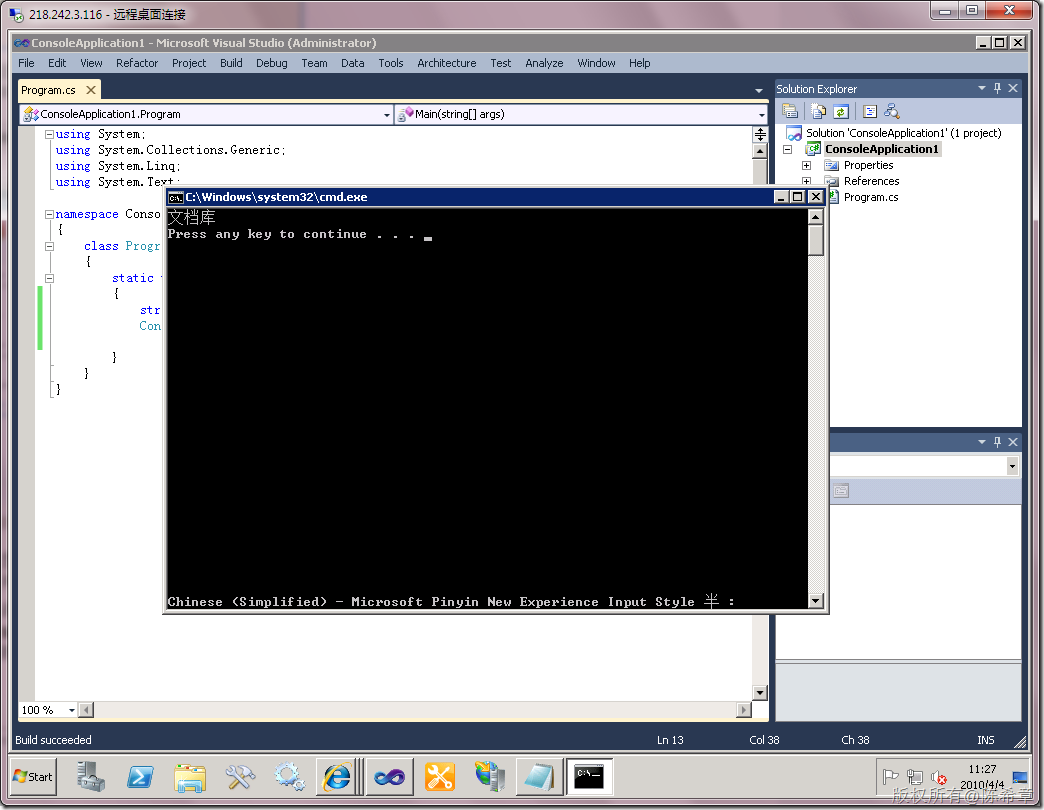 218.242.3.116 - 远程桌面连接
ConsoleApplication1 - Microsoft Visual Studio (Administrator)
File Edit View Refactor Project Build Debug Team Data Tools Architecture Test Analyze Window Help
Program.cs
ConsoleApplication1.Program
Main(string[] args)
using System;
using System.Collections.Generic;
using System.Linq;
using System.Text;
namespace Conso
{
class Progr
{
static
{
str
Con
}
}
}
C:\Windows\system32\cmd.exe
文档库
Press any key to continue . . .
Chinese (Simplified) - Microsoft Pinyin New Experience Input Style 半 :
Solution Explorer
Solution 'ConsoleApplication1' (1 project)
ConsoleApplication1
Properties
References
Program.cs
100 %
Build succeeded
Ln 13
Col 38
Ch 38
INS
Start
11:27
2010/4/4
版权所有@陈希章